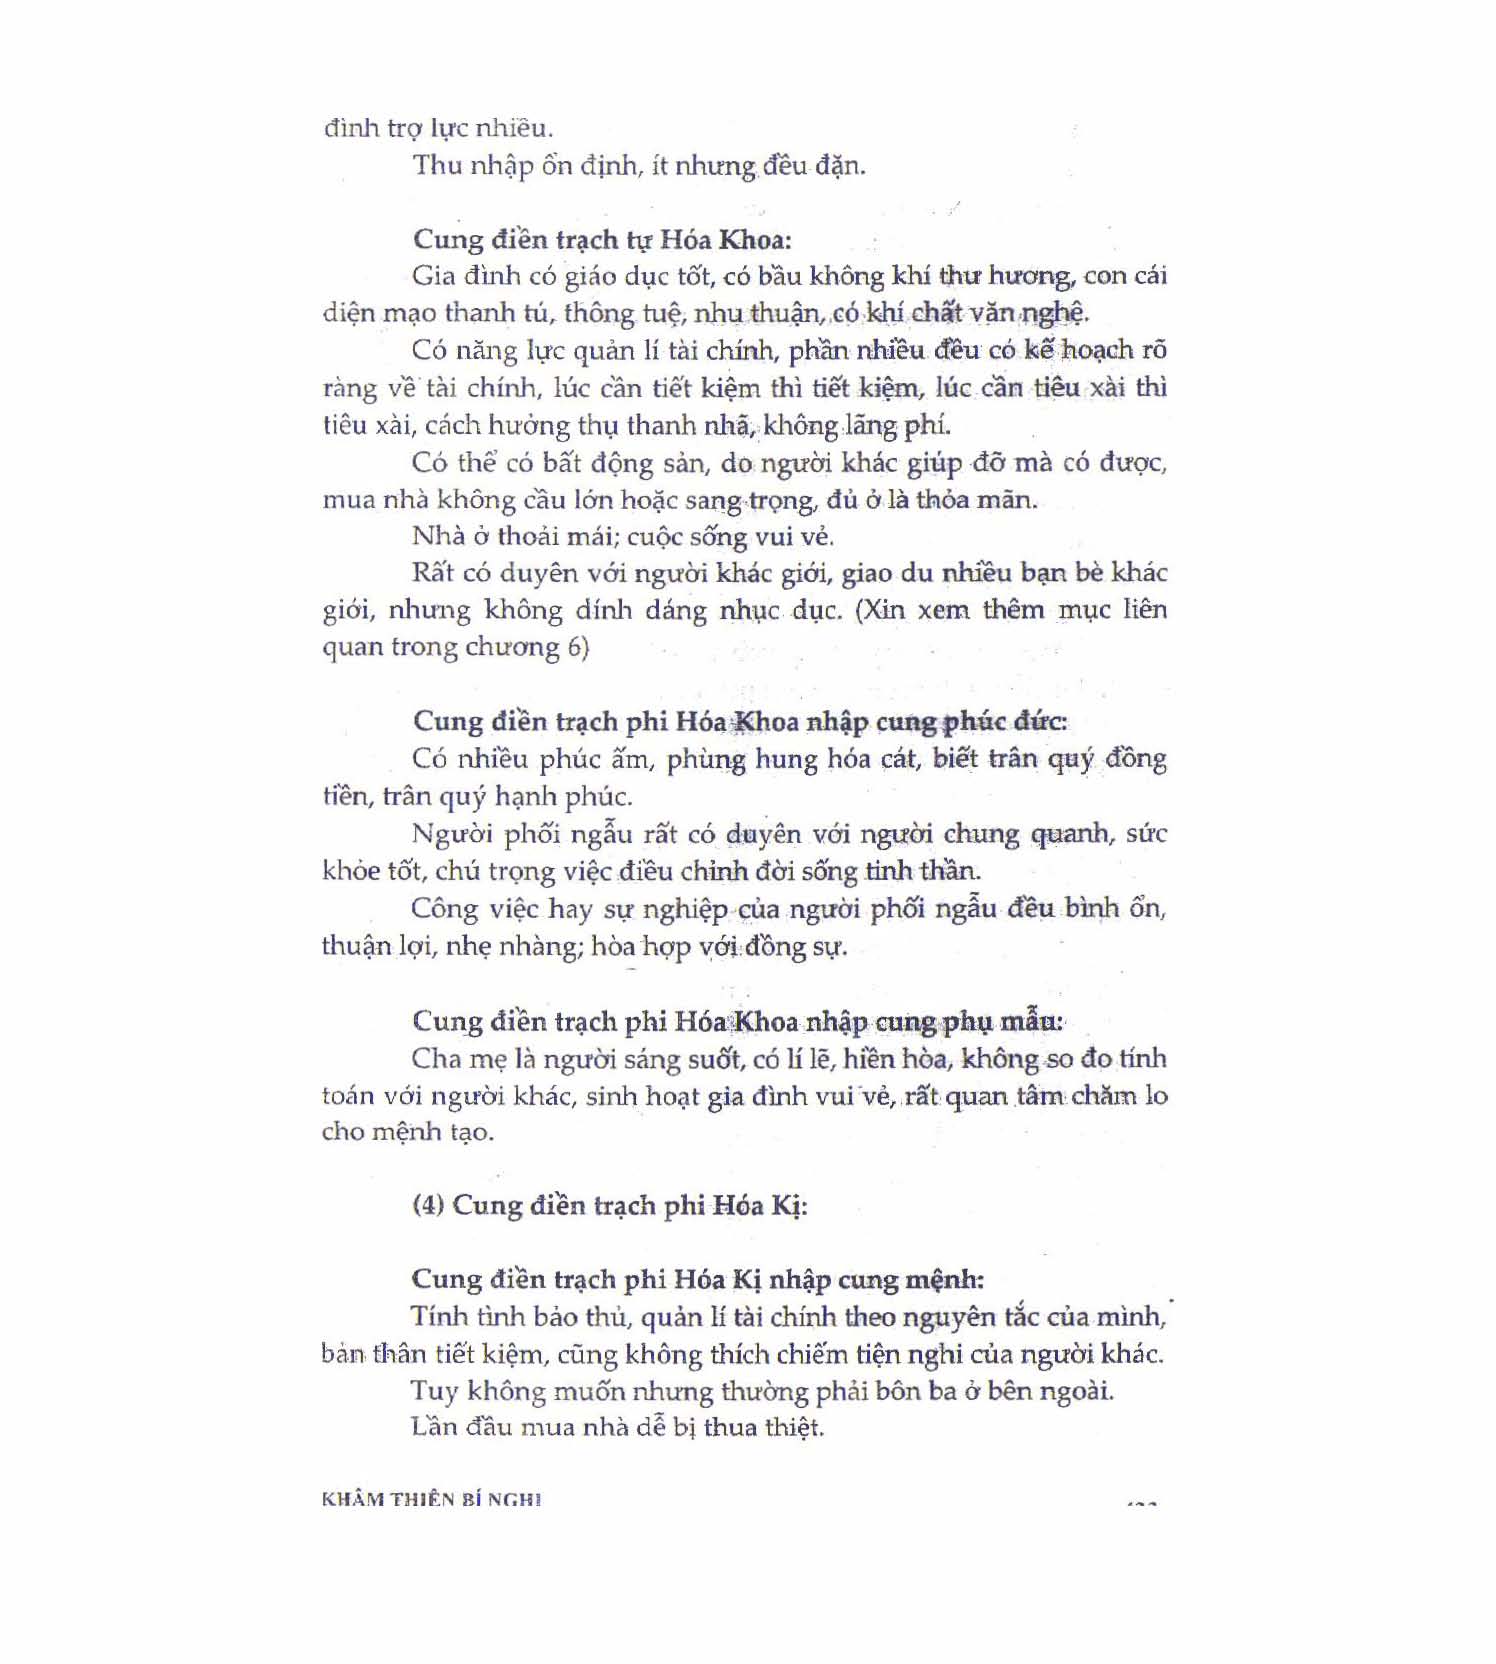 đình trợ lực nhiều.
Thu nhập ổn định, ít nhưng đều đặn.
Cung điền trạch tự Hóa Khoa:
Gia đình có giáo dục tốt, có bầu không khí thư hương, con cái
diện mạo thanh tú, thông tuệ, nhu thuận, có khí chất văn nghệ.
Có năng lực quản lí tài chính, phần nhiều đều có kế hoạch rõ
ràng về tài chính, lúc cần tiết kiệm thì tiết kiệm, lúc cần tiêu xài thì
tiêu xài, cách hưởng thụ thanh nhã, không lãng phí.
Có thể có bất động sản, do người khác giúp đỡ mà có được,
mua nhà không cầu lớn hoặc sang trọng, đủ ở là thỏa mãn.
Nhà ở thoải mái; cuộc sống vui vẻ.
Rất có duyên với người khác giới, giao du nhiều bạn bè khác
giới, nhưng không dính dáng nhục dục. (Xin xem thêm mục liên
quan trong chương 6)
Cung điền trạch phi Hóa Khoa nhập cung phúc đức:
Có nhiều phúc ấm, phùng hung hóa cát, biết trân quý đồng
tiền, trân quý hạnh phúc.
Người phối ngẫu rất có duyên với người chung quanh, sức
khỏe tốt, chú trọng việc điều chỉnh đời sống tinh thần.
Công việc hay sự nghiệp của người phối ngẫu đều bình ổn,
thuận lợi, nhẹ nhàng; hòa hợp với đồng sự.
Cung điền trạch phi Hóa Khoa nhập cung phụ mẫu:
Cha mẹ là người sáng suốt, có lí lẽ, hiền hòa, không so đo tính
toán với người khác, sinh hoạt gia đình vui vẻ, rất quan tâm chăm lo
cho mệnh tạo.
(4) Cung điền trạch phi Hóa Kị:
Cung điền trạch phi Hóa Kị nhập cung mệnh:
Tính tình bảo thủ, quản lí tài chính theo nguyên tắc của mình,
bản thân tiết kiệm, cũng không thích chiếm tiện nghi của người khác.
Tuy không muốn nhưng thường phải bôn ba ở bên ngoài.
Lần đầu mua nhà dễ bị thua thiệt.
KHÂM THIÊN BÍ NGHI